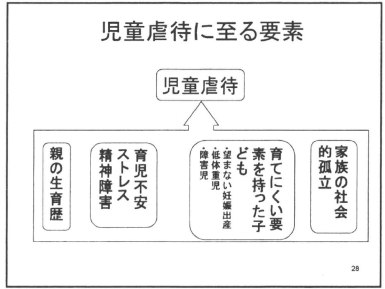 児童虐待に至る要素
児童虐待
親の生育歴
育児不安
ストレス
精神障害
育てにくい要
素を持った子
ども
・望まない妊娠出産
・低体重児
・障害児
家族の社会
的孤立
28